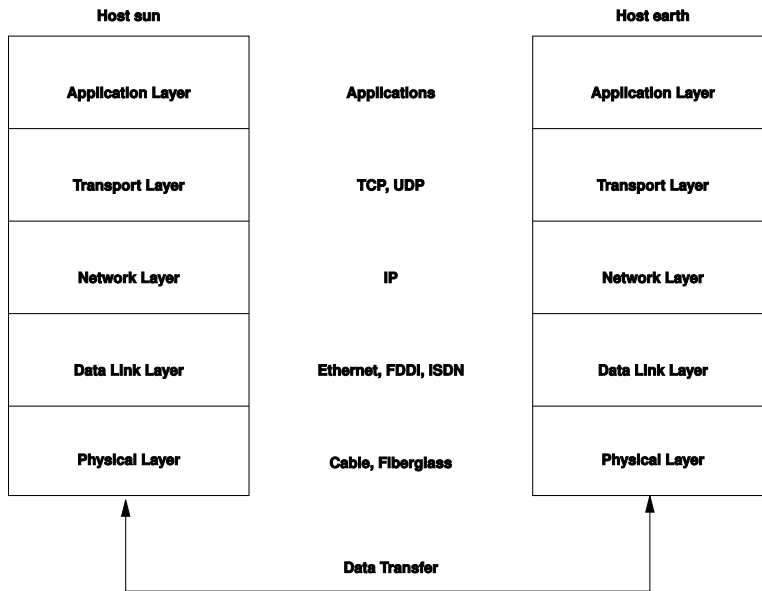 Host sun
Host earth
Application Layer
Applications
Application Layer
Transport Layer
TCP, UDP
Transport Layer
Network Layer
IP
Network Layer
Data Link Layer
Ethernet, FDDI, ISDN
Data Link Layer
Physical Layer
Cable, Fiberglass
Physical Layer
Data Transfer